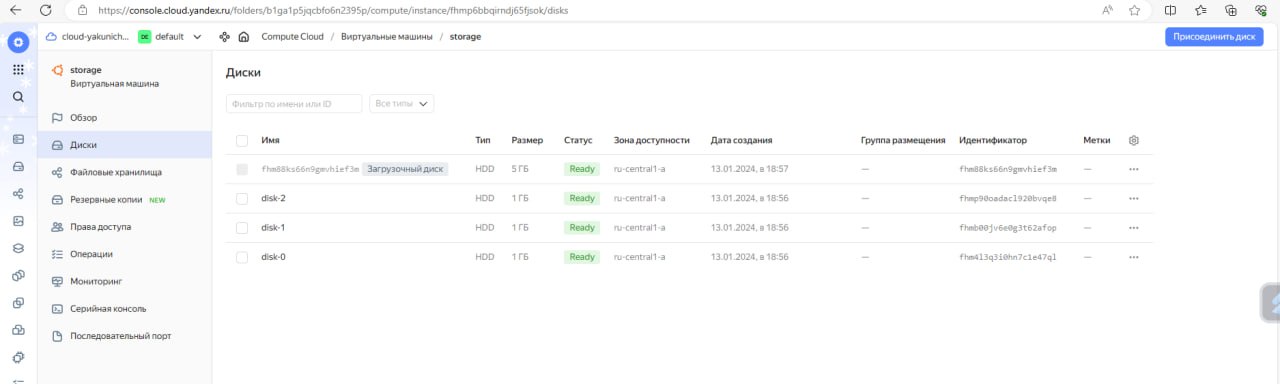 https://console.cloud.yandex.ru/folders/b1ga1p5jqcbfo6n2395p/compute/instance/fhmp6bbqirndj65fjsok/disks
cloud-yakunich... DE default Compute Cloud / Виртуальные машины / storage Присоединить диск
storage
Виртуальная машина
Обзор
Диски
Файловые хранилища
Резервные копии NEW
Права доступа
Операции
Мониторинг
Серийная консоль
Последовательный порт
Диски
Фильтр по имени или ID Все типы
Имя Тип Размер Статус Зона доступности Дата создания Группа размещения Идентификатор Метки
fhm88ks66n9gmvhief3m Загрузочный диск HDD 5 ГБ Ready ru-central1-a 13.01.2024, в 18:57 — fhm88ks66n9gmvhief3m —
disk-2 HDD 1 ГБ Ready ru-central1-a 13.01.2024, в 18:56 — fhmp90oadacl920bvqe8 —
disk-1 HDD 1 ГБ Ready ru-central1-a 13.01.2024, в 18:56 — fhmb00jv6e0g3t62afop —
disk-0 HDD 1 ГБ Ready ru-central1-a 13.01.2024, в 18:56 — fhm4l3q3i0hn7c1e47ql —